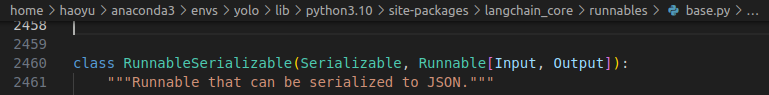 home > haoyu > anaconda3 > envs > yolo > lib > python3.10 > site-packages > langchain_core > runnables > base.py > ...
2458
2459
2460 class RunnableSerializable(Serializable, Runnable[Input, Output]):
2461 """Runnable that can be serialized to JSON."""